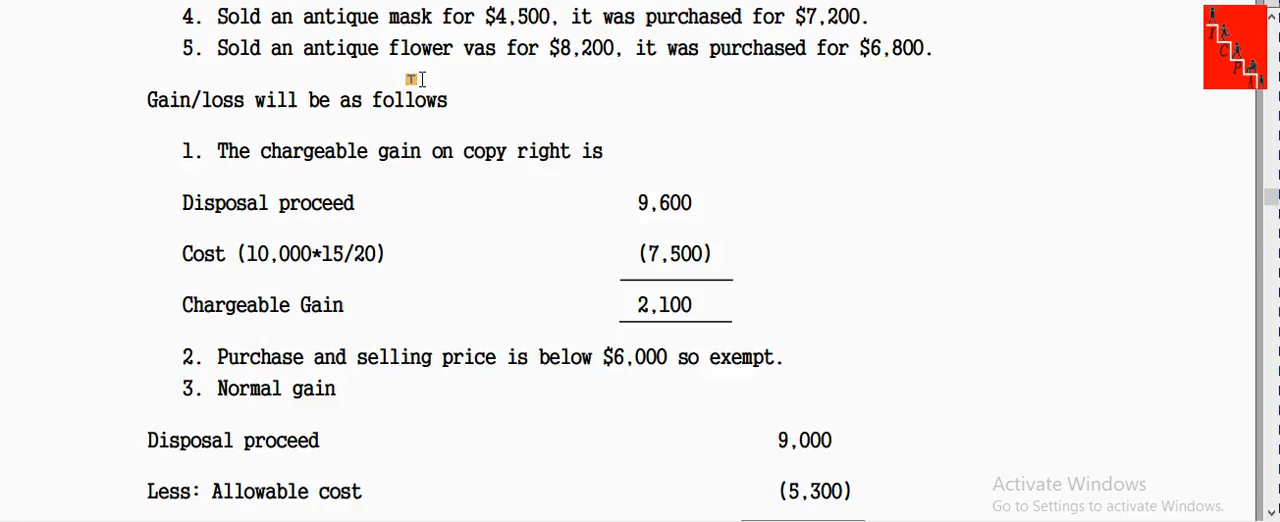 4. Sold an antique mask for $4,500, it was purchased for $7,200.
5. Sold an antique flower vas for $8,200, it was purchased for $6,800.
T
Gain/loss will be as follows
1. The chargeable gain on copy right is
Disposal proceed 9,600
Cost (10,000*15/20) (7,500)
Chargeable Gain 2,100
2. Purchase and selling price is below $6,000 so exempt.
3. Normal gain
Disposal proceed 9,000
Less: Allowable cost (5,300)
Activate Windows
Go to Settings to activate Windows.
T
C
P
A